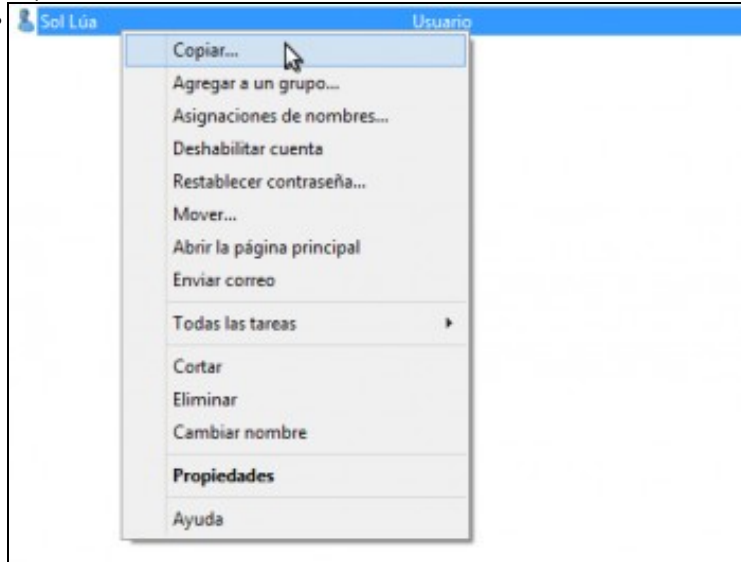 Sol Lúa Usuario
Copiar...
Agregar a un grupo...
Asignaciones de nombres...
Deshabilitar cuenta
Restablecer contraseña...
Mover...
Abrir la página principal
Enviar correo
Todas las tareas
Cortar
Eliminar
Cambiar nombre
Propiedades
Ayuda